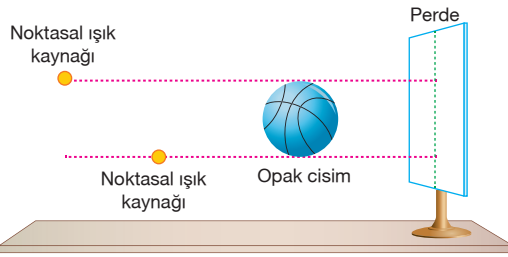 Perde
Noktasal ışık
kaynağı
Noktasal ışık
kaynağı
Opak cisim